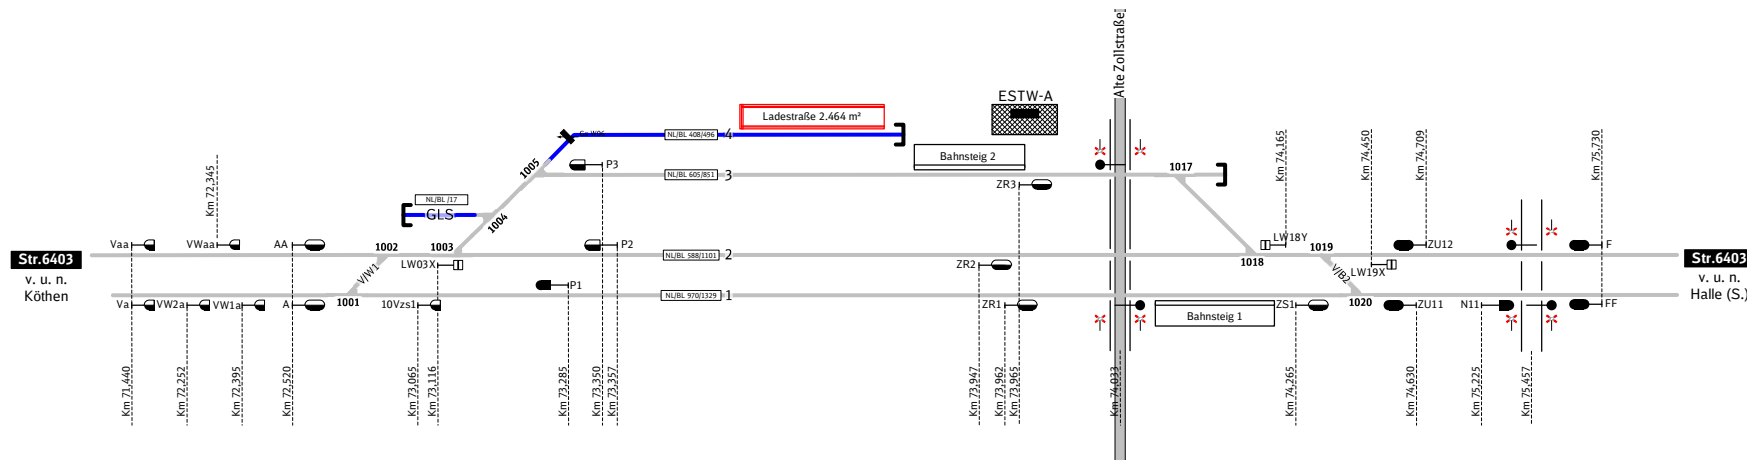 Alte Zollstraße
ESTW-A
Ladestraße 2.464 m²
NL/BL 408/496
4
Bahnsteig 2
1005
P3
NL/BL 605/851
3
1017
ZR3
Km 72,345
Km 74,165
Km 74,450
Km 74,709
Km 75,730
NL/BL /17
GLS
1004
Vaa
VWaa
AA
1002
1003
P2
LW18Y
1019
ZU12
F
Str.6403
v. u. n.
Köthen
V/W1
LW03X
NL/BL 588/1101
2
ZR2
1018
V/B2
LW19X
Str.6403
v. u. n.
Halle (S.)
P1
NL/BL 970/1329
1
Va
VW2a
VW1a
A
1001
10Vzs1
ZR1
Bahnsteig 1
ZS1
1020
ZU11
N11
FF
Km 71,440
Km 72,252
Km 72,395
Km 72,520
Km 73,065
Km 73,116
Km 73,285
Km 73,350
Km 73,357
Km 73,947
Km 73,962
Km 73,965
Km 74,033
Km 74,265
Km 74,630
Km 75,225
Km 75,457